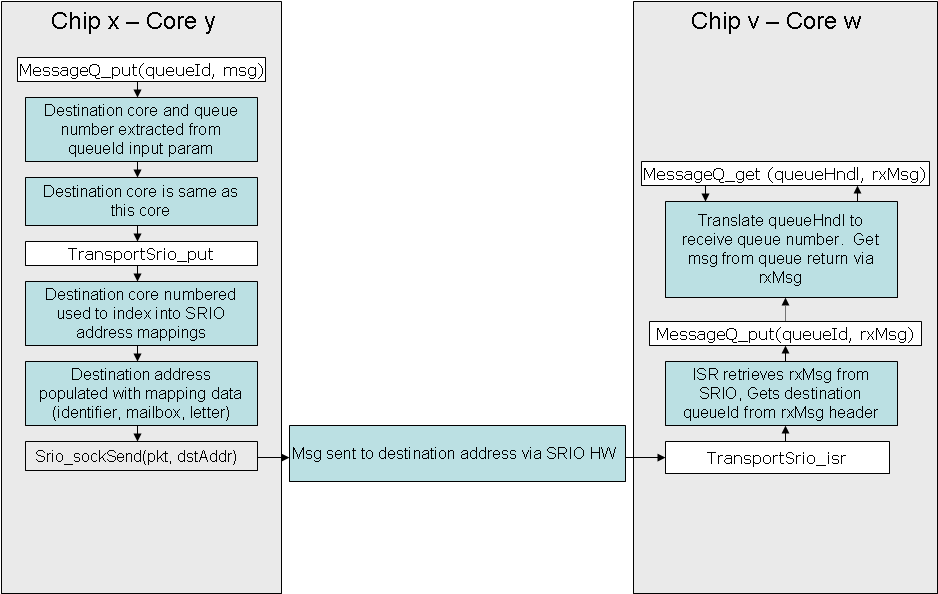 Chip x – Core y
MessageQ_put(queueId, msg)
Destination core and queue
number extracted from
queueId input param
Destination core is same as
this core
TransportSrio_put
Destination core numbered
used to index into SRIO
address mappings
Destination address
populated with mapping data
(identifier, mailbox, letter)
Srio_sockSend(pkt, dstAddr)
Msg sent to destination address via SRIO HW
Chip v – Core w
MessageQ_get (queueHndl, rxMsg)
Translate queueHndl to
receive queue number.  Get
msg from queue return via
rxMsg
MessageQ_put(queueId, rxMsg)
ISR retrieves rxMsg from
SRIO, Gets destination
queueId from rxMsg header
TransportSrio_isr